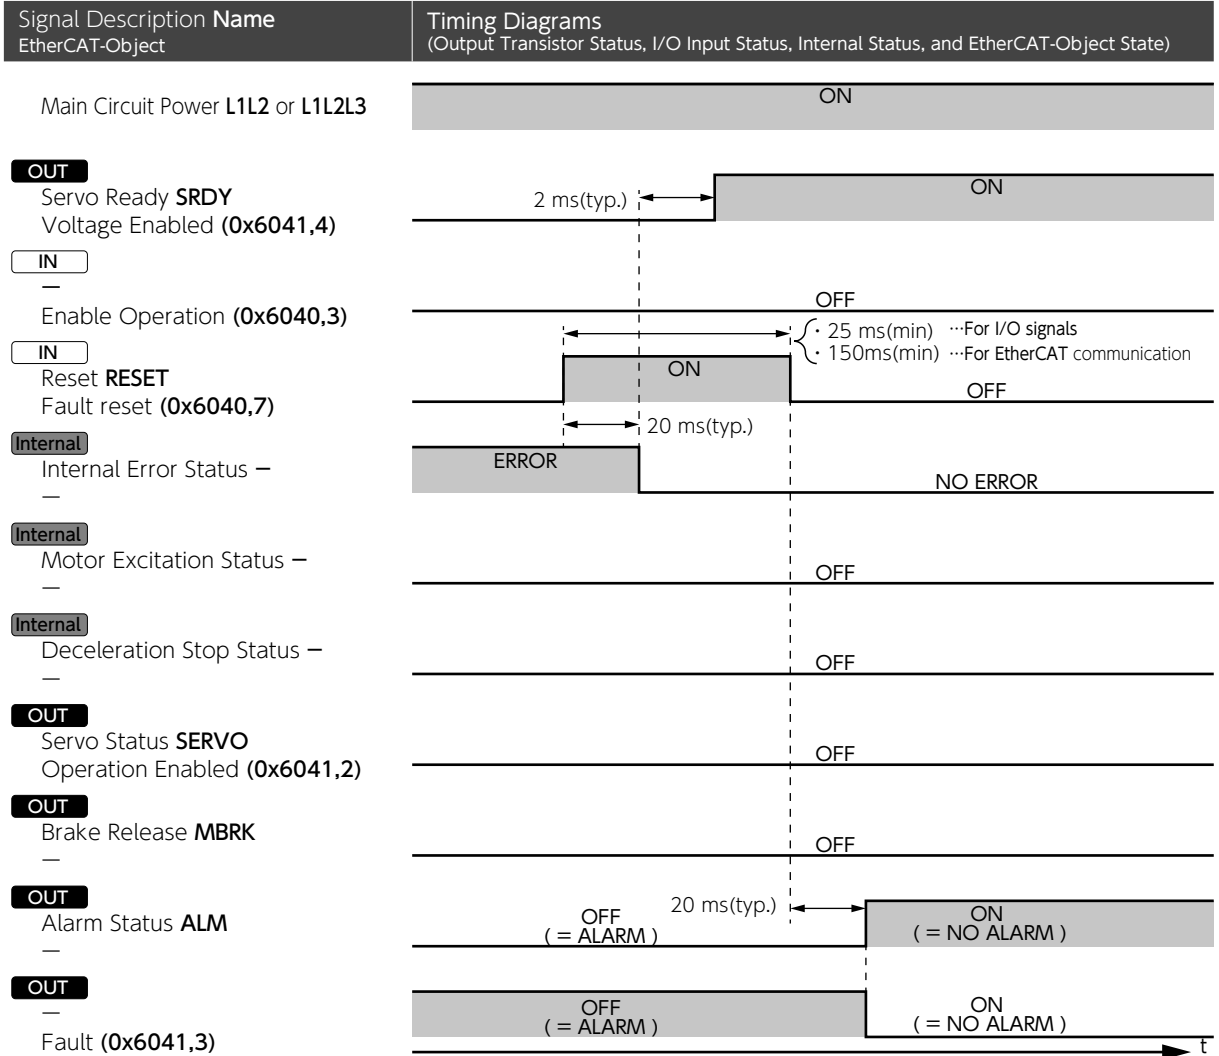 Signal Description Name
EtherCAT-Object
Timing Diagrams
(Output Transistor Status, I/O Input Status, Internal Status, and EtherCAT-Object State)
Main Circuit Power L1L2 or L1L2L3
ON
OUT
Servo Ready SRDY
Voltage Enabled (0x6041,4)
2 ms(typ.)
ON
IN
—
Enable Operation (0x6040,3)
OFF
IN
Reset RESET
Fault reset (0x6040,7)
・25 ms(min) ···For I/O signals
・150ms(min) ···For EtherCAT communication
ON
OFF
20 ms(typ.)
Internal
Internal Error Status –
—
ERROR
NO ERROR
Internal
Motor Excitation Status –
—
OFF
Internal
Deceleration Stop Status –
—
OFF
OUT
Servo Status SERVO
Operation Enabled (0x6041,2)
OFF
OUT
Brake Release MBRK
—
OFF
OUT
Alarm Status ALM
—
OFF
( = ALARM )
20 ms(typ.)
ON
( = NO ALARM )
OUT
—
Fault (0x6041,3)
OFF
( = ALARM )
ON
( = NO ALARM )
t